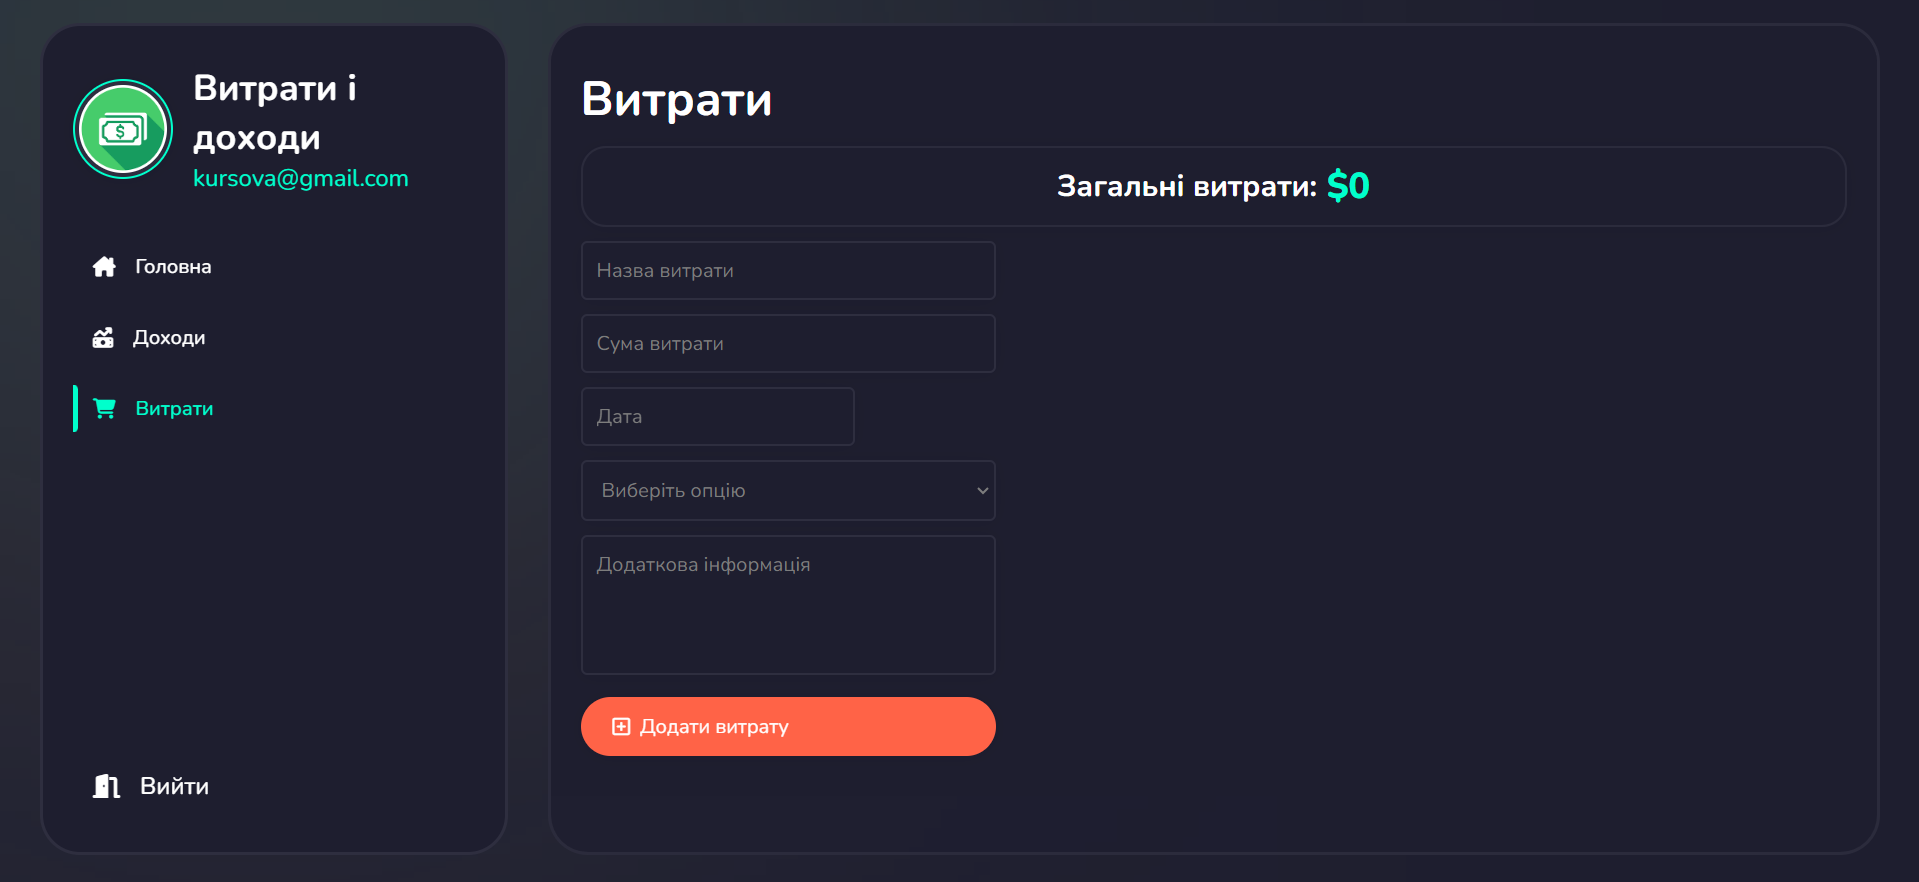 Витрати і
доходи
kursova@gmail.com
Головна
Доходи
Витрати
Вийти
Витрати
Загальні витрати: $0
Назва витрати
Сума витрати
Дата
Виберіть опцію
Додаткова інформація
Додати витрату